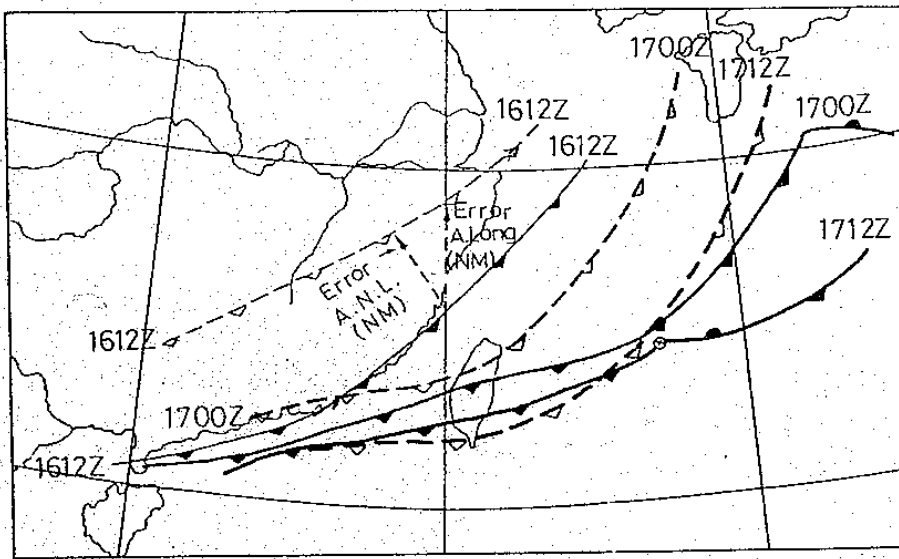 1700Z
1712Z
1612Z
1700Z
1612Z
Error
A.Long
(NM)
1712Z
Error
A.N.L.
(NM)
1612Z
1700Z
1612Z